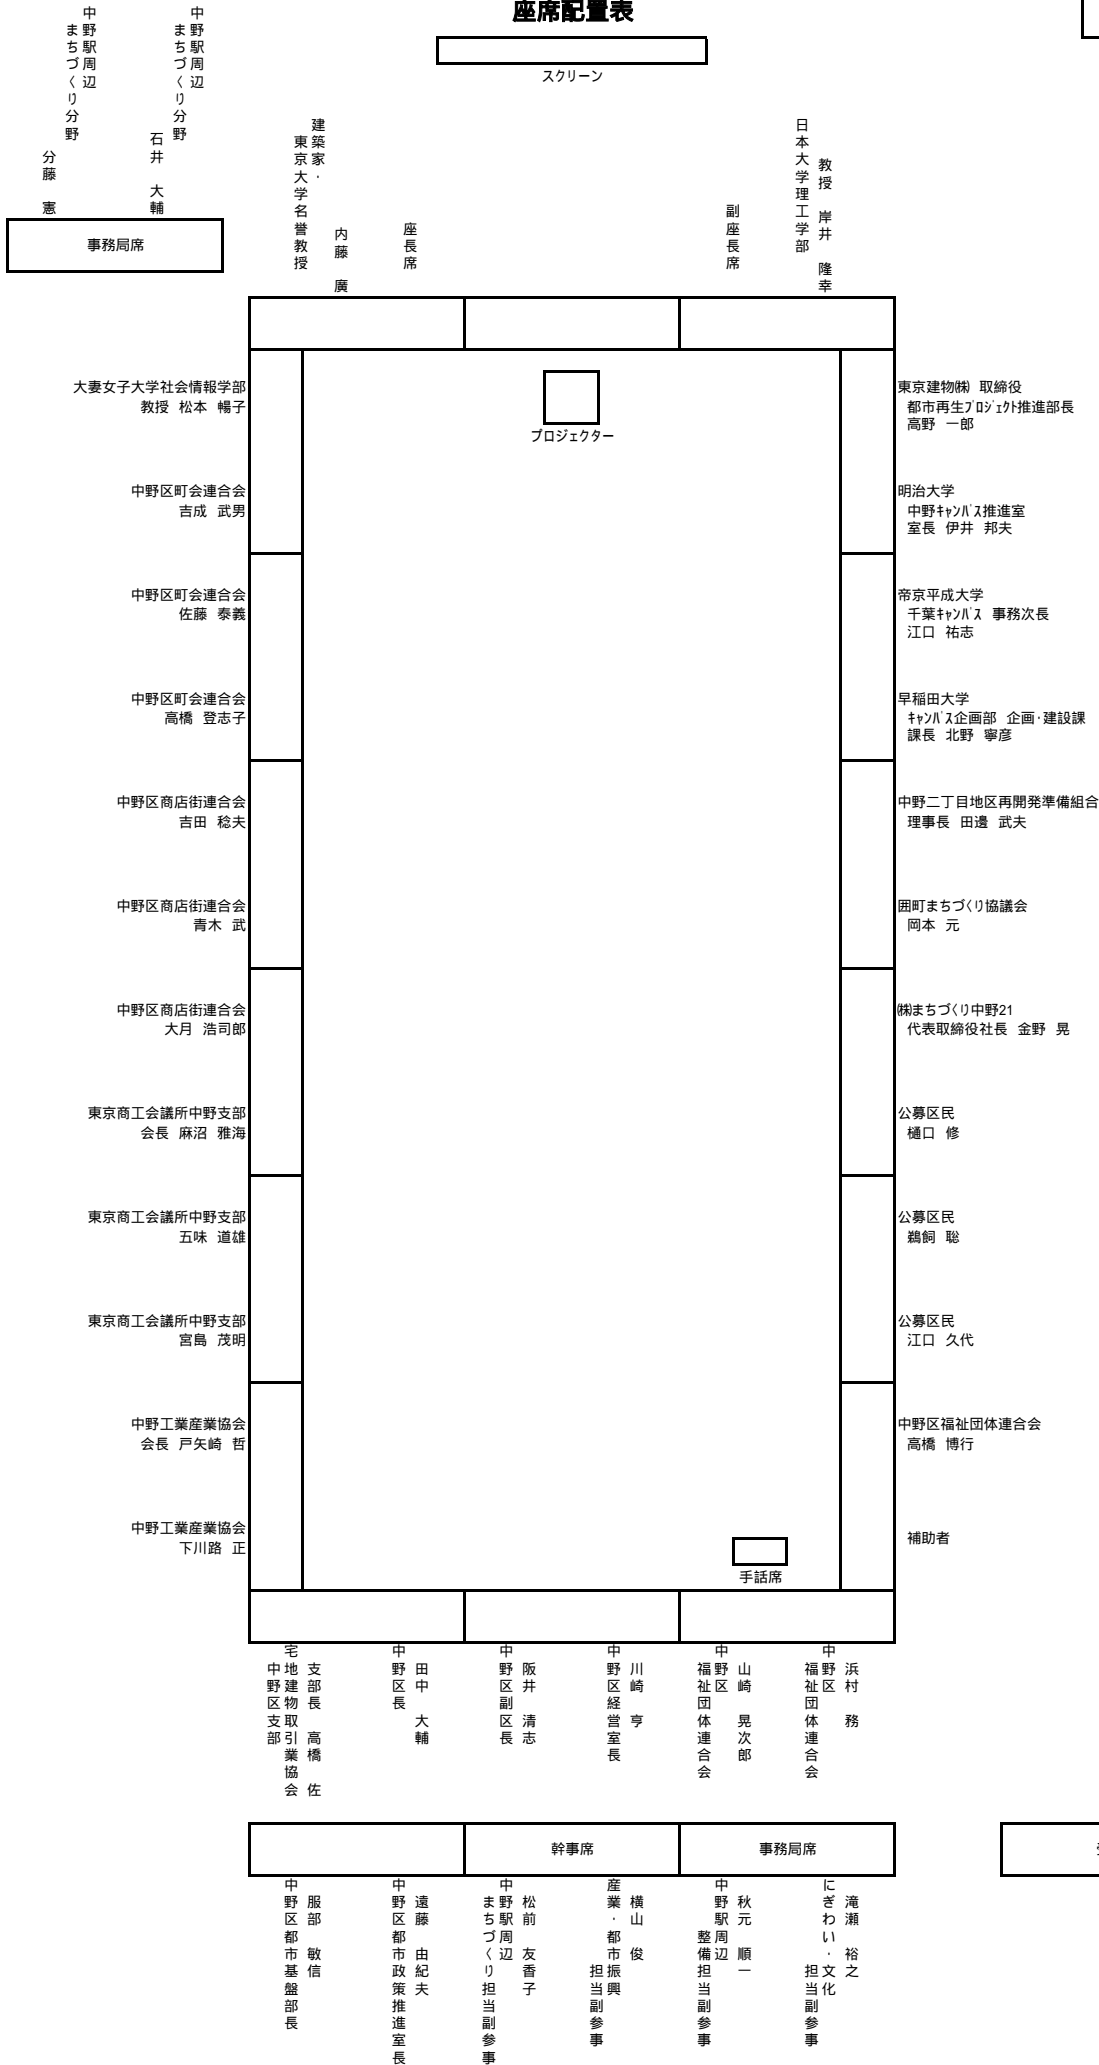 座席配置表
スクリーン
中野駅周辺
まちづくり分野
分藤 憲
中野駅周辺
まちづくり分野
石井 大輔
事務局席
建築家・
東京大学名誉教授
内藤 廣
座長席
副座長席
日本大学理工学部
教授 岸井 隆幸
プロジェクター
大妻女子大学社会情報学部
教授 松本 暢子
中野区町会連合会
吉成 武男
中野区町会連合会
佐藤 泰義
中野区町会連合会
高橋 登志子
中野区商店街連合会
吉田 稔夫
中野区商店街連合会
青木 武
中野区商店街連合会
大月 浩司郎
東京商工会議所中野支部
会長 麻沼 雅海
東京商工会議所中野支部
五味 道雄
東京商工会議所中野支部
宮島 茂明
中野工業産業協会
会長 戸矢崎 哲
中野工業産業協会
下川路 正
東京建物㈱ 取締役
都市再生プロジェクト推進部長
高野 一郎
明治大学
中野キャンパス推進室
室長 伊井 邦夫
帝京平成大学
千葉キャンパス 事務次長
江口 祐志
早稲田大学
キャンパス企画部 企画・建設課
課長 北野 寧彦
中野二丁目地区再開発準備組合
理事長 田邊 武夫
囲町まちづくり協議会
岡本 元
㈱まちづくり中野21
代表取締役社長 金野 晃
公募区民
樋口 修
公募区民
鵜飼 聡
公募区民
江口 久代
中野区福祉団体連合会
高橋 博行
補助者
手話席
宅地建物取引業協会
中野区支部
支部長 高橋 佐
中野区長
田中 大輔
中野区副区長
阪井 清志
中野区経営室長
川崎 亨
中野区
福祉団体連合会
山崎 晃次郎
中野区
福祉団体連合会
浜村 務
幹事席
事務局席
中野区都市基盤部長
服部 敏信
中野区都市政策推進室長
遠藤 由紀夫
中野駅周辺
まちづくり担当副参事
松前 友香子
産業・都市振興
担当副参事
横山 俊
中野駅周辺
整備担当副参事
秋元 順一
にぎわい・文化
担当副参事
滝瀬 裕之